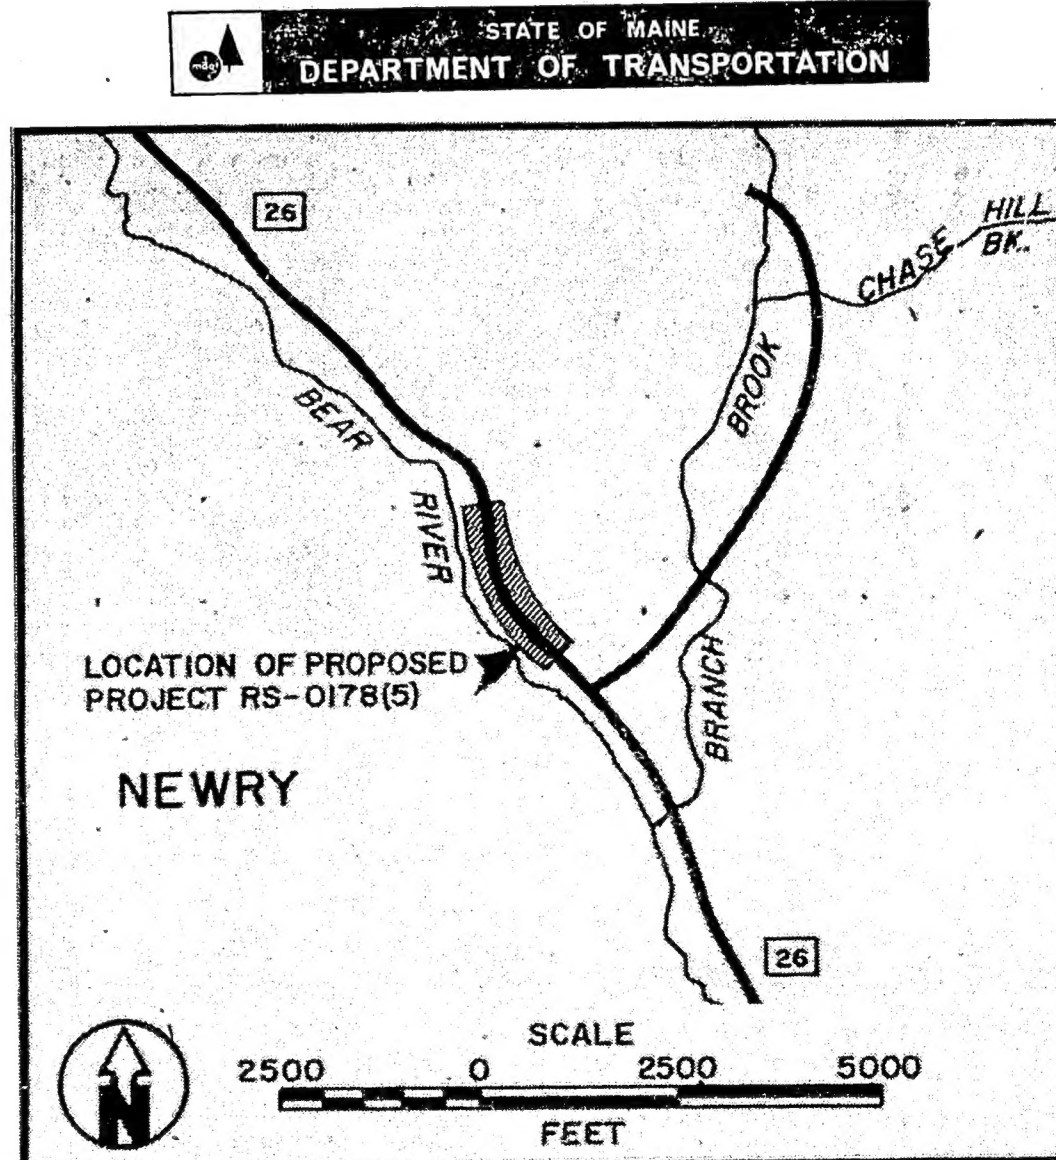 mdot
STATE OF MAINE
DEPARTMENT OF TRANSPORTATION
26
HILL
BK.
CHASE
BROOK
BEAR
RIVER
LOCATION OF PROPOSED
PROJECT RS-0178(5)
BRANCH
NEWRY
26
SCALE
2500 0 2500 5000
FEET
N